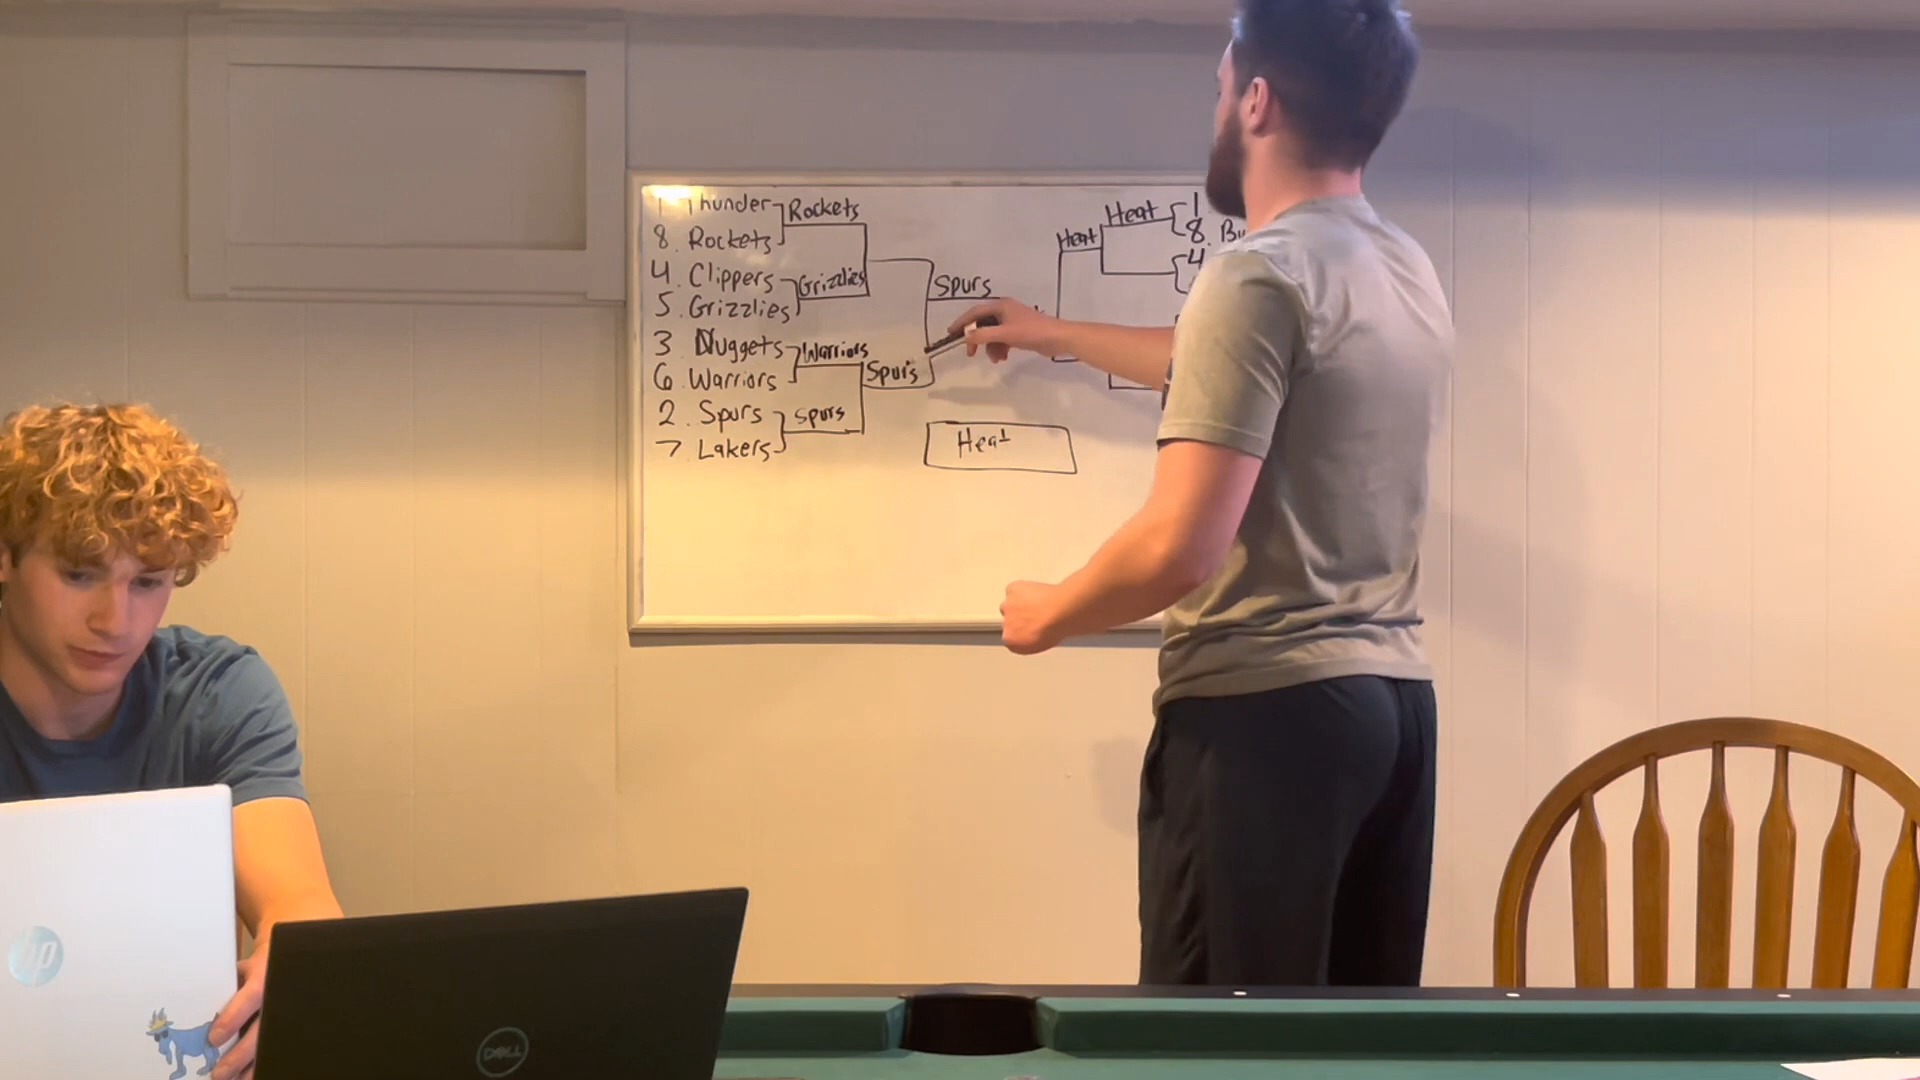 1 Thunder Rockets
8. Rockets
4. Clippers Grizzlies
5. Grizzlies
3 Nuggets Warriors
6. Warriors
2. Spurs Spurs
7 Lakers
Spurs
Spurs
Heat
Heat
Heat
1
8.
4
hp
DELL